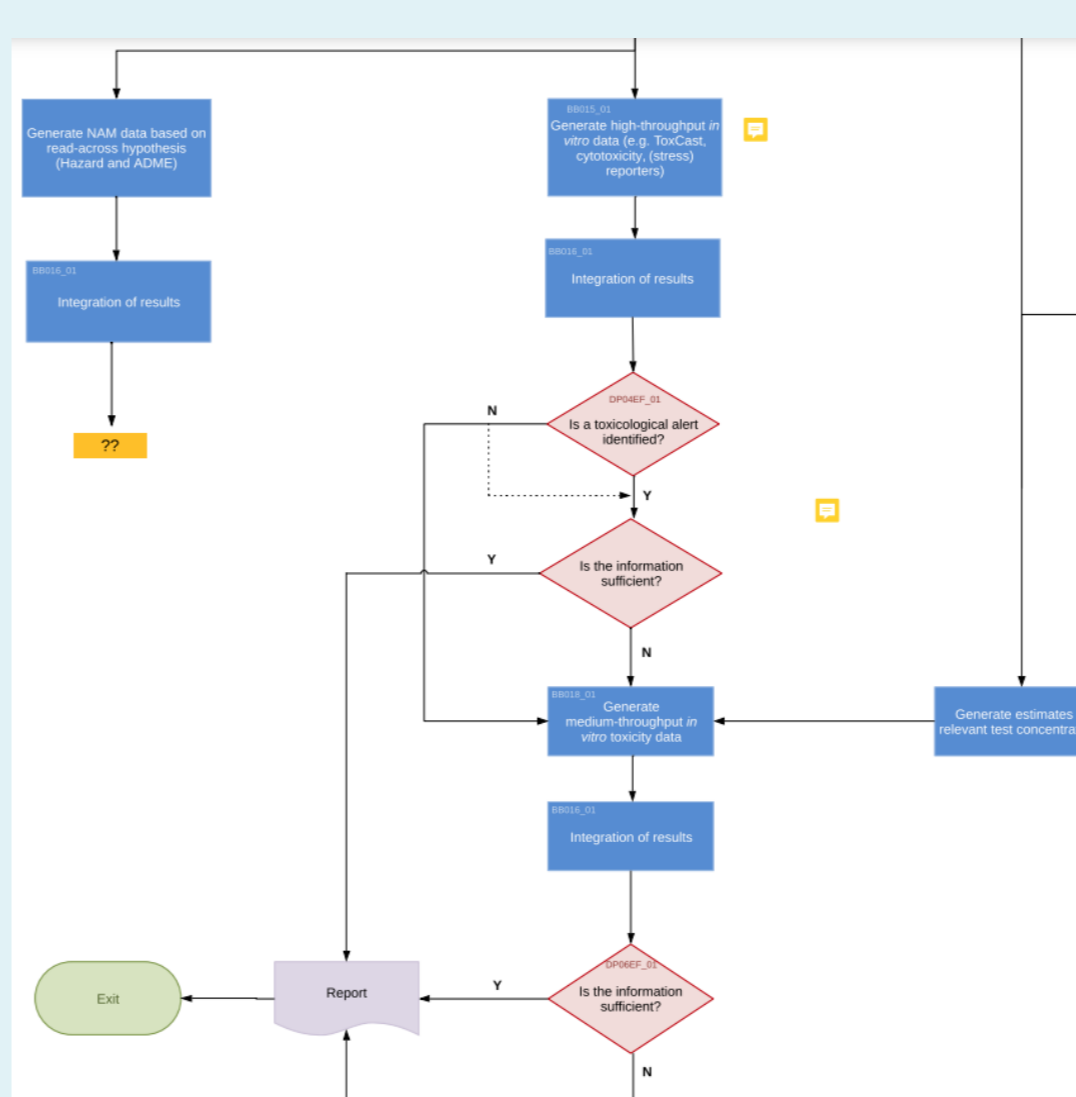 Generate NAM data based on
read-across hypothesis
(Hazard and ADME)
BB015_01
Generate high-throughput in
vitro data (e.g. ToxCast,
cytotoxicity, (stress)
reporters)
BB016_01
Integration of results
BB016_01
Integration of results
DP04EF_01
Is a toxicological alert
identified?
N
??
Y
Y
Is the information
sufficient?
N
BB018_01
Generate
medium-throughput in
vitro toxicity data
Generate estimates
relevant test concentra
BB016_01
Integration of results
DP06EF_01
Is the information
sufficient?
Y
Report
Exit
N